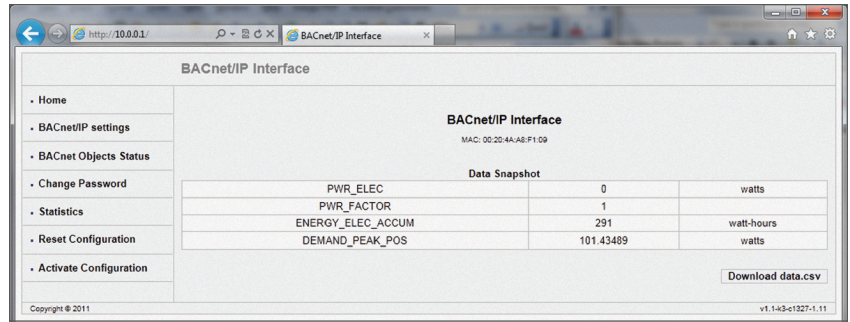 http://10.0.0.1/
BACnet/IP Interface
BACnet/IP Interface
• Home
• BACnet/IP settings
• BACnet Objects Status
• Change Password
• Statistics
• Reset Configuration
• Activate Configuration
BACnet/IP Interface
MAC: 00:20:4A:A8:F1:09
Data Snapshot
PWR_ELEC 0 watts
PWR_FACTOR 1
ENERGY_ELEC_ACCUM 291 watt-hours
DEMAND_PEAK_POS 101.43489 watts
Download data.csv
Copyright © 2011 v1.1-k3-c1327-1.11